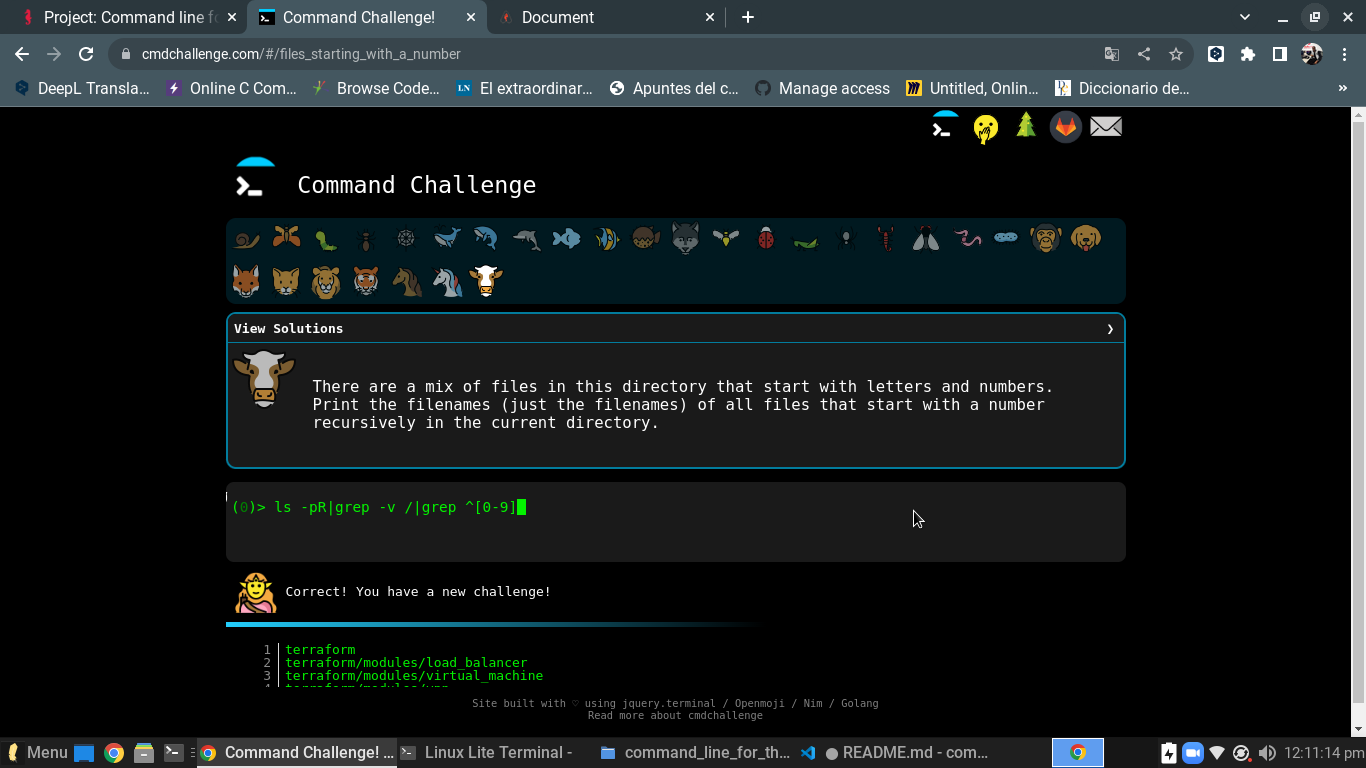 Project: Command line f
Command Challenge!
Document
cmdchallenge.com/#/files_starting_with_a_number
DeepL Transla...
Online C Com...
Browse Code...
LN
El extraordinar...
Apuntes del c...
Manage access
Untitled, Onlin...
Diccionario de...
»
Command Challenge
View Solutions
There are a mix of files in this directory that start with letters and numbers.
Print the filenames (just the filenames) of all files that start with a number
recursively in the current directory.
(0)> ls -pR|grep -v /|grep ^[0-9]
Correct! You have a new challenge!
1 terraform
2 terraform/modules/load_balancer
3 terraform/modules/virtual_machine
Site built with ♡ using jquery.terminal / Openmoji / Nim / Golang
Read more about cmdchallenge
Menu
Command Challenge! ...
Linux Lite Terminal -
command_line_for_th...
● README.md - com...
12:11:14 pm